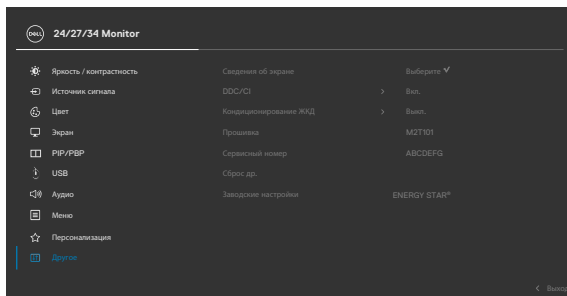 DELL 24/27/34 Monitor
Яркость / контрастность Сведения об экране Выберите ✓
Источник сигнала DDC/CI > Вкл.
Цвет Кондиционирование ЖКД > Выкл.
Экран Прошивка M2T101
PIP/PBP Сервисный номер ABCDEFG
USB Сброс др.
Аудио Заводские настройки ENERGY STAR®
Меню
Персонализация
Другое
< Выход